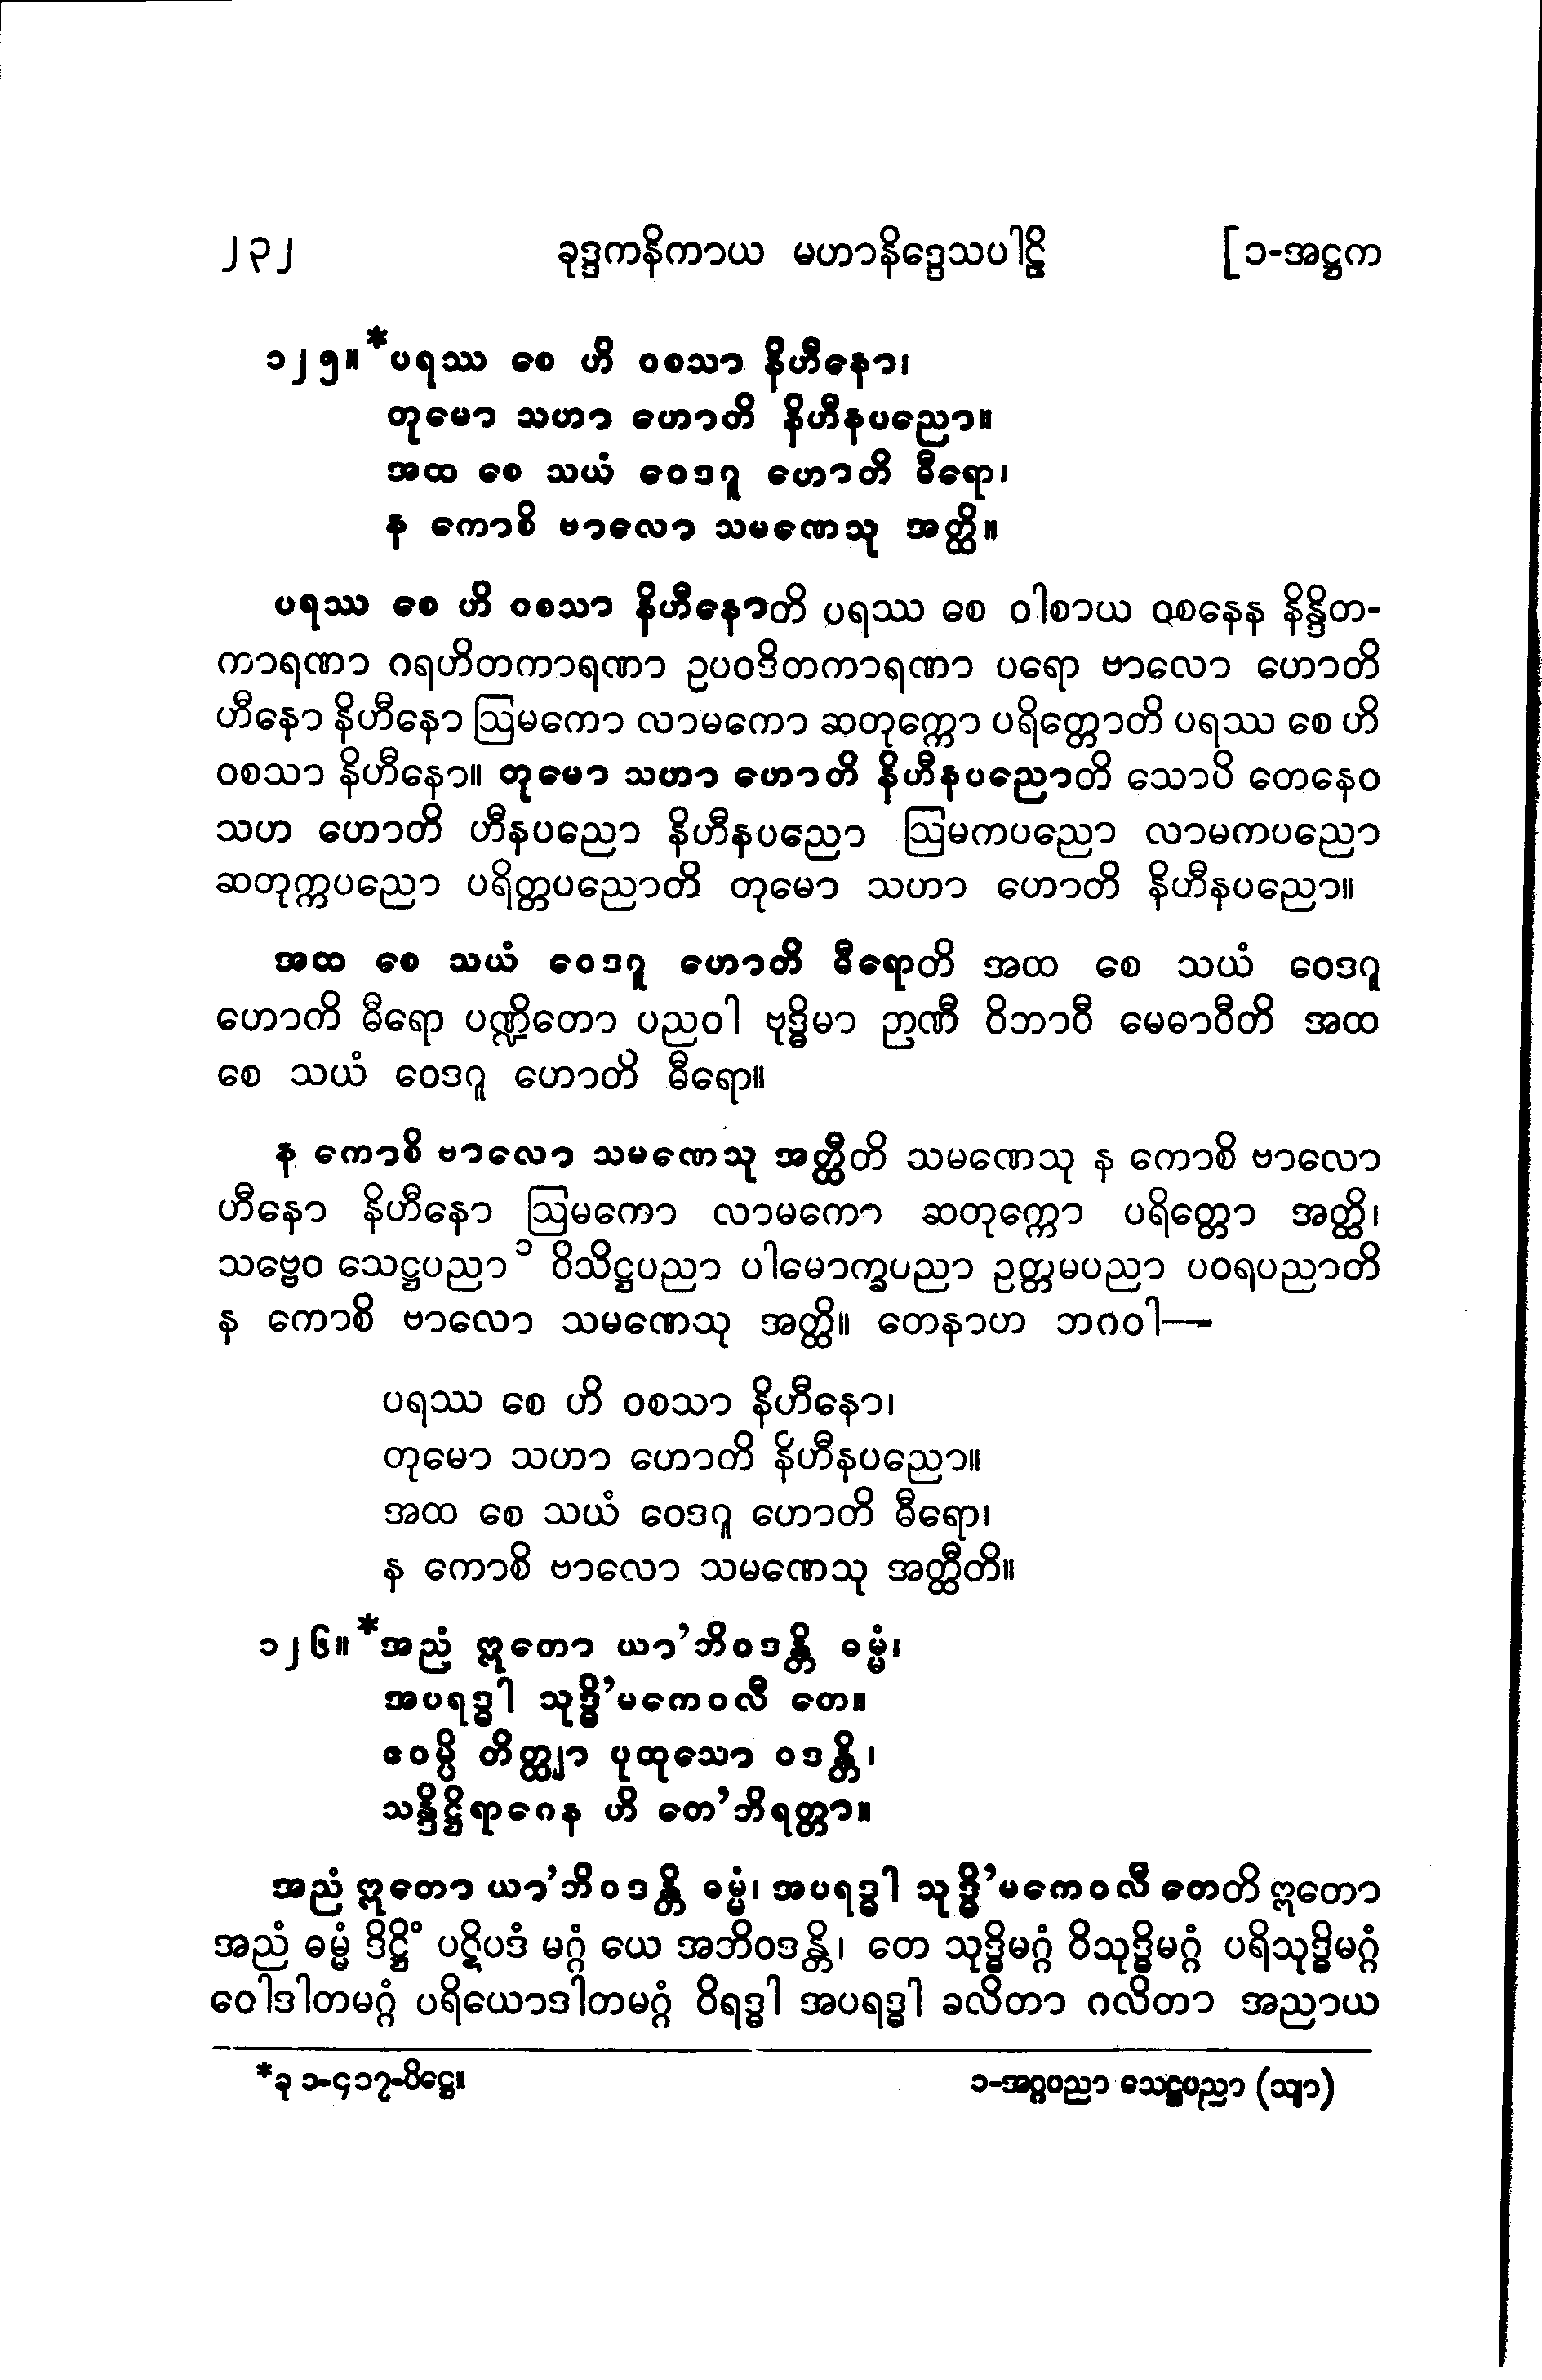 ၂၃၂ ခုဒ္ဒကနိကာယ မဟာနိဒ္ဒေသပါဠိ [၁-အဋ္ဌက
၁၂၅။ *ပရဿ စေ ဟိ ဝစသာ နိဟီနော၊
တုမော သဟာ ဟောတိ နိဟီနပညော။
အထ စေ သယံ ဝေဒဂူ ဟောတိ ဓီရော၊
န ကောစိ ဗာလော သမဏေသု အတ္ထိ။
ပရဿ စေ ဟိ ဝစသာ နိဟီနောတိ ပရဿ စေ ဝါစာယ ဝစနေန နိန္ဒိတ-
ကာရဏာ ဂရဟိတကာရဏာ ဥပဝဒိတကာရဏာ ပရော ဗာလော ဟောတိ
ဟီနော နိဟီနော ဩမကော လာမကော ဆတုက္ကော ပရိတ္တောတိ ပရဿ စေ ဟိ
ဝစသာ နိဟီနော။ တုမော သဟာ ဟောတိ နိဟီနပညောတိ သောပိ တေနေဝ
သဟ ဟောတိ ဟီနပညော နိဟီနပညော ဩမကပညော လာမကပညော
ဆတုက္ကပညော ပရိတ္တပညောတိ တုမော သဟာ ဟောတိ နိဟီနပညော။
အထ စေ သယံ ဝေဒဂူ ဟောတိ ဓီရောတိ အထ စေ သယံ ဝေဒဂူ
ဟောတိ ဓီရော ပဏ္ဍိတော ပညဝါ ဗုဒ္ဓိမာ ဉာဏီ ဝိဘာဝီ မေဓာဝီတိ အထ
စေ သယံ ဝေဒဂူ ဟောတိ ဓီရော။
န ကောစိ ဗာလော သမဏေသု အတ္ထီတိ သမဏေသု န ကောစိ ဗာလော
ဟီနော နိဟီနော ဩမကော လာမကော ဆတုက္ကော ပရိတ္တော အတ္ထိ၊
သဗ္ဗေဝ သေဋ္ဌပညာ ၁ ဝိသိဋ္ဌပညာ ပါမောက္ခပညာ ဥတ္တမပညာ ပဝရပညာတိ
န ကောစိ ဗာလော သမဏေသု အတ္ထိ။ တေနာဟ ဘဂဝါ—
ပရဿ စေ ဟိ ဝစသာ နိဟီနော၊
တုမော သဟာ ဟောတိ နိဟီနပညော။
အထ စေ သယံ ဝေဒဂူ ဟောတိ ဓီရော၊
န ကောစိ ဗာလော သမဏေသု အတ္ထီတိ။
၁၂၆။ *အညံ ဣတော ယာ’ဘိဝဒန္တိ ဓမ္မံ၊
အပရဒ္ဓါ သုဒ္ဓိ’မကေဝလီ တေ။
ဧဝမ္ပိ တိတ္ထျာ ပုထုသော ဝဒန္တိ၊
သန္ဒိဋ္ဌိရာဂေန ဟိ တေ’ဘိရတ္တာ။
အညံ ဣတော ယာ’ဘိဝဒန္တိ ဓမ္မံ၊ အပရဒ္ဓါ သုဒ္ဓိ’မကေဝလီ တေတိ ဣတော
အညံ ဓမ္မံ ဒိဋ္ဌိံ ပဋိပဒံ မဂ္ဂံ ယေ အဘိဝဒန္တိ၊ တေ သုဒ္ဓိမဂ္ဂံ ဝိသုဒ္ဓိမဂ္ဂံ ပရိသုဒ္ဓိမဂ္ဂံ
ဝေါဒါတမဂ္ဂံ ပရိယောဒါတမဂ္ဂံ ဝိရဒ္ဓါ အပရဒ္ဓါ ခလိတာ ဂလိတာ အညာယ
*ခု ၁-၄၁၇-ပိဋ္ဌေ။ ၁-အဂ္ဂပညာ သေဋ္ဌပညာ (သျာ)